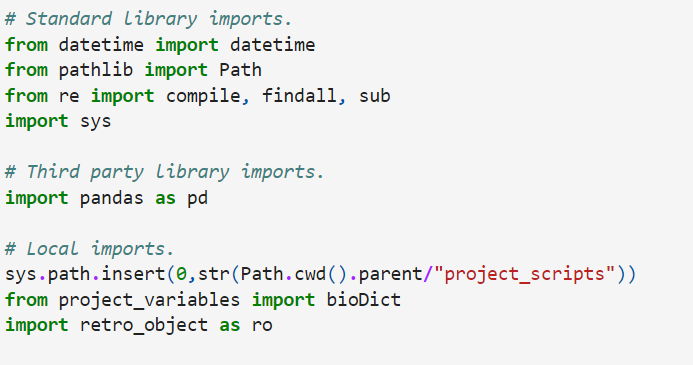 # Standard library imports.
from datetime import datetime
from pathlib import Path
from re import compile, findall, sub
import sys
# Third party library imports.
import pandas as pd
# Local imports.
sys.path.insert(0,str(Path.cwd().parent/"project_scripts"))
from project_variables import bioDict
import retro_object as ro